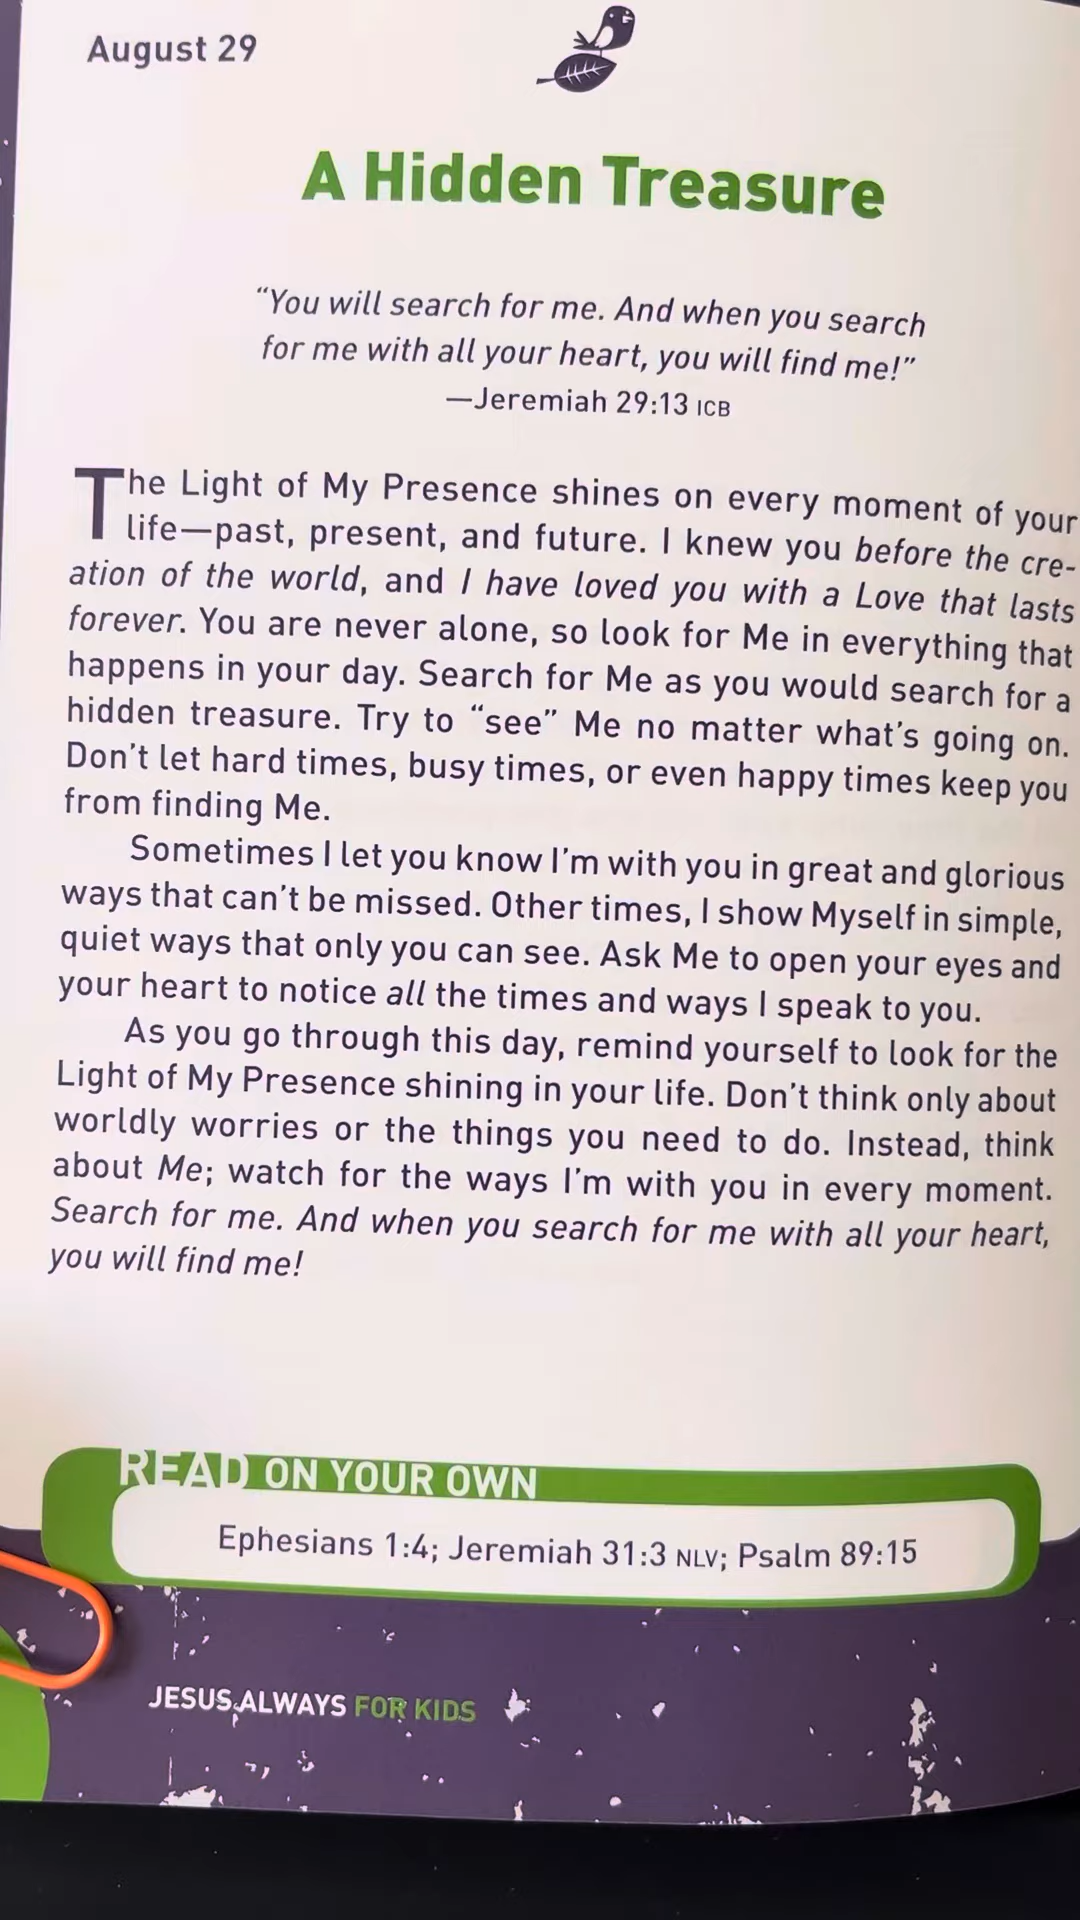 August 29
A Hidden Treasure
“You will search for me. And when you search
for me with all your heart, you will find me!”
—Jeremiah 29:13 ICB
The Light of My Presence shines on every moment of your
life—past, present, and future. I knew you before the cre-
ation of the world, and I have loved you with a Love that lasts
forever. You are never alone, so look for Me in everything that
happens in your day. Search for Me as you would search for a
hidden treasure. Try to “see” Me no matter what’s going on.
Don’t let hard times, busy times, or even happy times keep you
from finding Me.
Sometimes I let you know I’m with you in great and glorious
ways that can’t be missed. Other times, I show Myself in simple,
quiet ways that only you can see. Ask Me to open your eyes and
your heart to notice all the times and ways I speak to you.
As you go through this day, remind yourself to look for the
Light of My Presence shining in your life. Don’t think only about
worldly worries or the things you need to do. Instead, think
about Me; watch for the ways I’m with you in every moment.
Search for me. And when you search for me with all your heart,
you will find me!
READ ON YOUR OWN
Ephesians 1:4; Jeremiah 31:3 NLV; Psalm 89:15
JESUS ALWAYS FOR KIDS